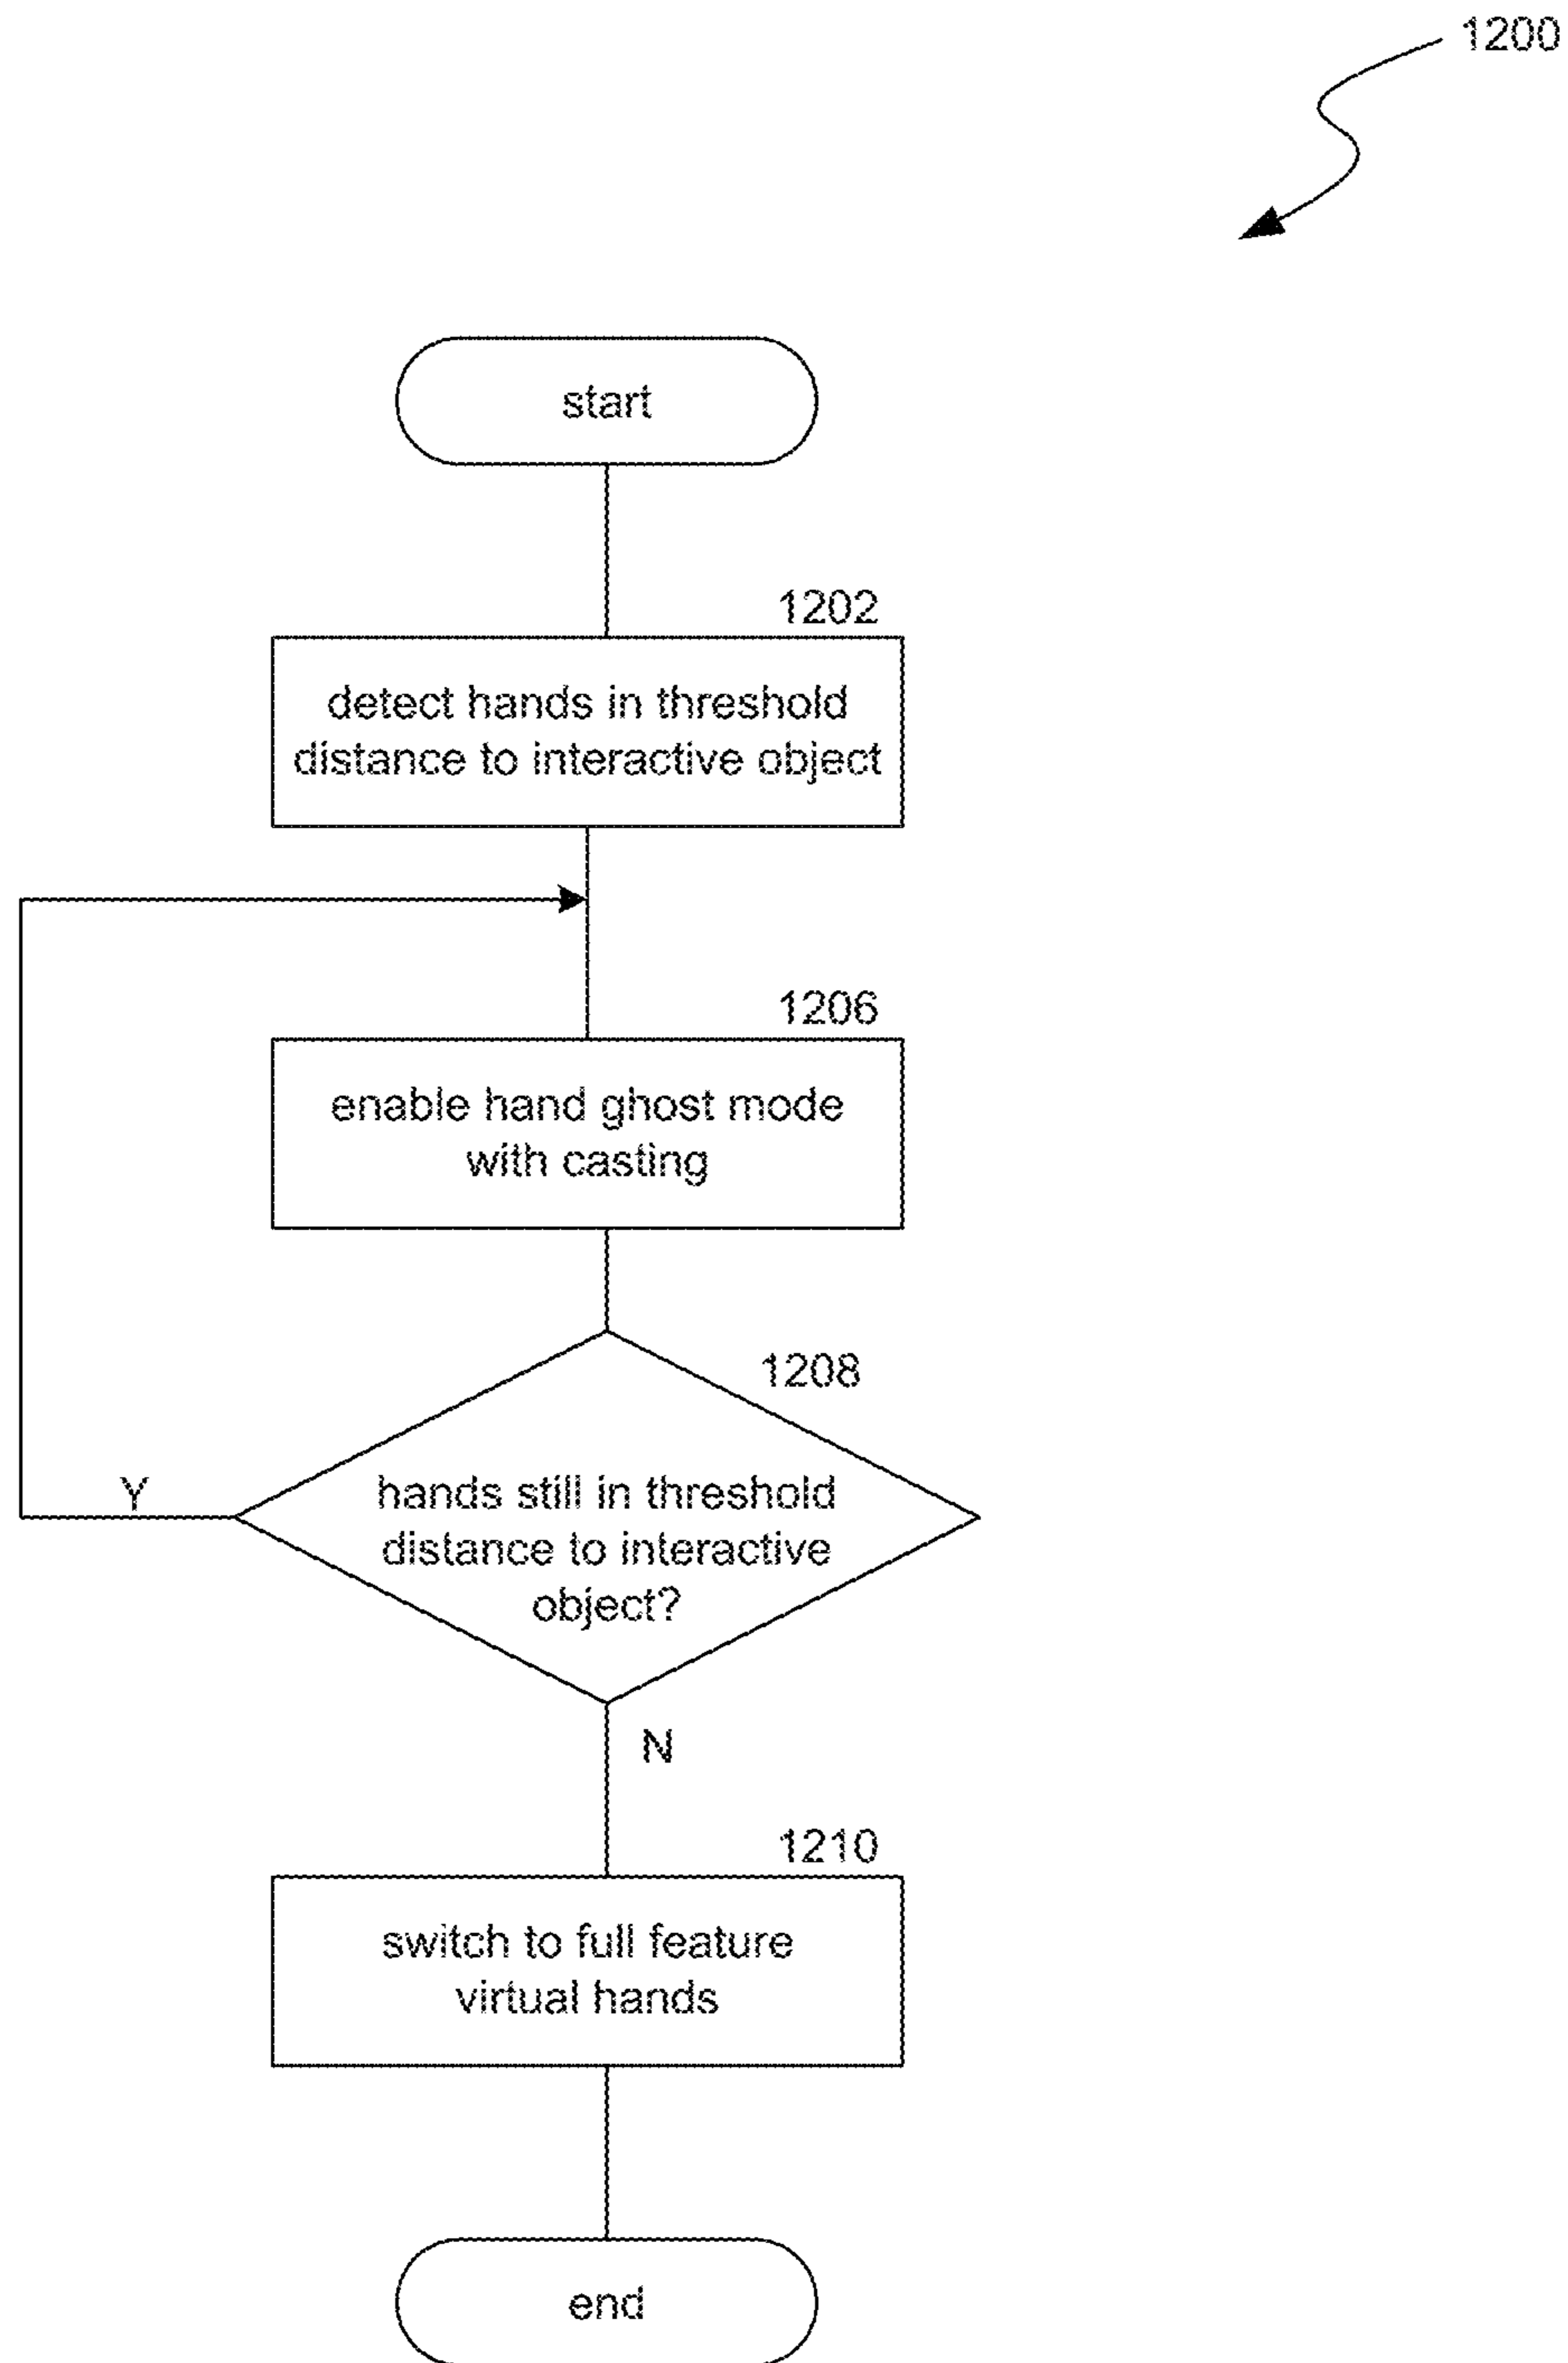 1200
start
1202
detect hands in threshold
distance to interactive object
1206
enable hand ghost mode
with casting
1208
hands still in threshold
distance to interactive
object?
Y
N
1210
switch to full feature
virtual hands
end